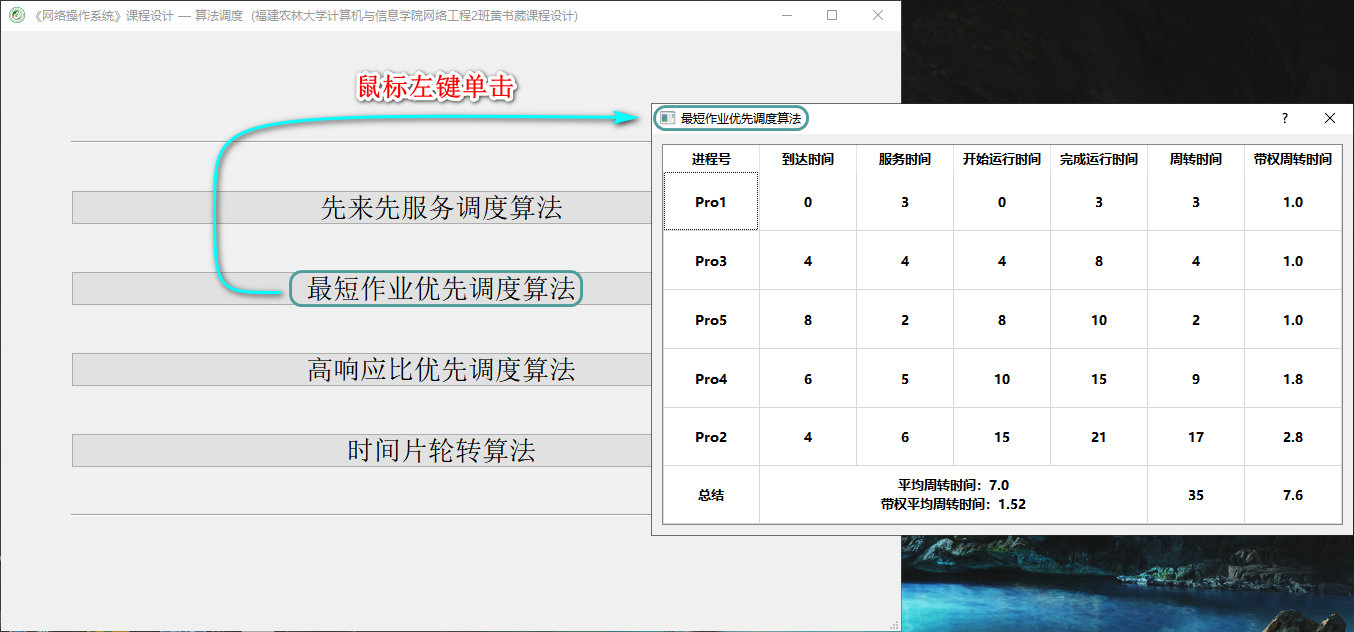 《网络操作系统》课程设计 — 算法调度 (福建农林大学计算机与信息学院网络工程2班黄书葳课程设计)
鼠标左键单击
先来先服务调度算法
最短作业优先调度算法
高响应比优先调度算法
时间片轮转算法
最短作业优先调度算法 ?
进程号 到达时间 服务时间 开始运行时间 完成运行时间 周转时间 带权周转时间
Pro1 0 3 0 3 3 1.0
Pro3 4 4 4 8 4 1.0
Pro5 8 2 8 10 2 1.0
Pro4 6 5 10 15 9 1.8
Pro2 4 6 15 21 17 2.8
总结 平均周转时间：7.0
带权平均周转时间：1.52 35 7.6